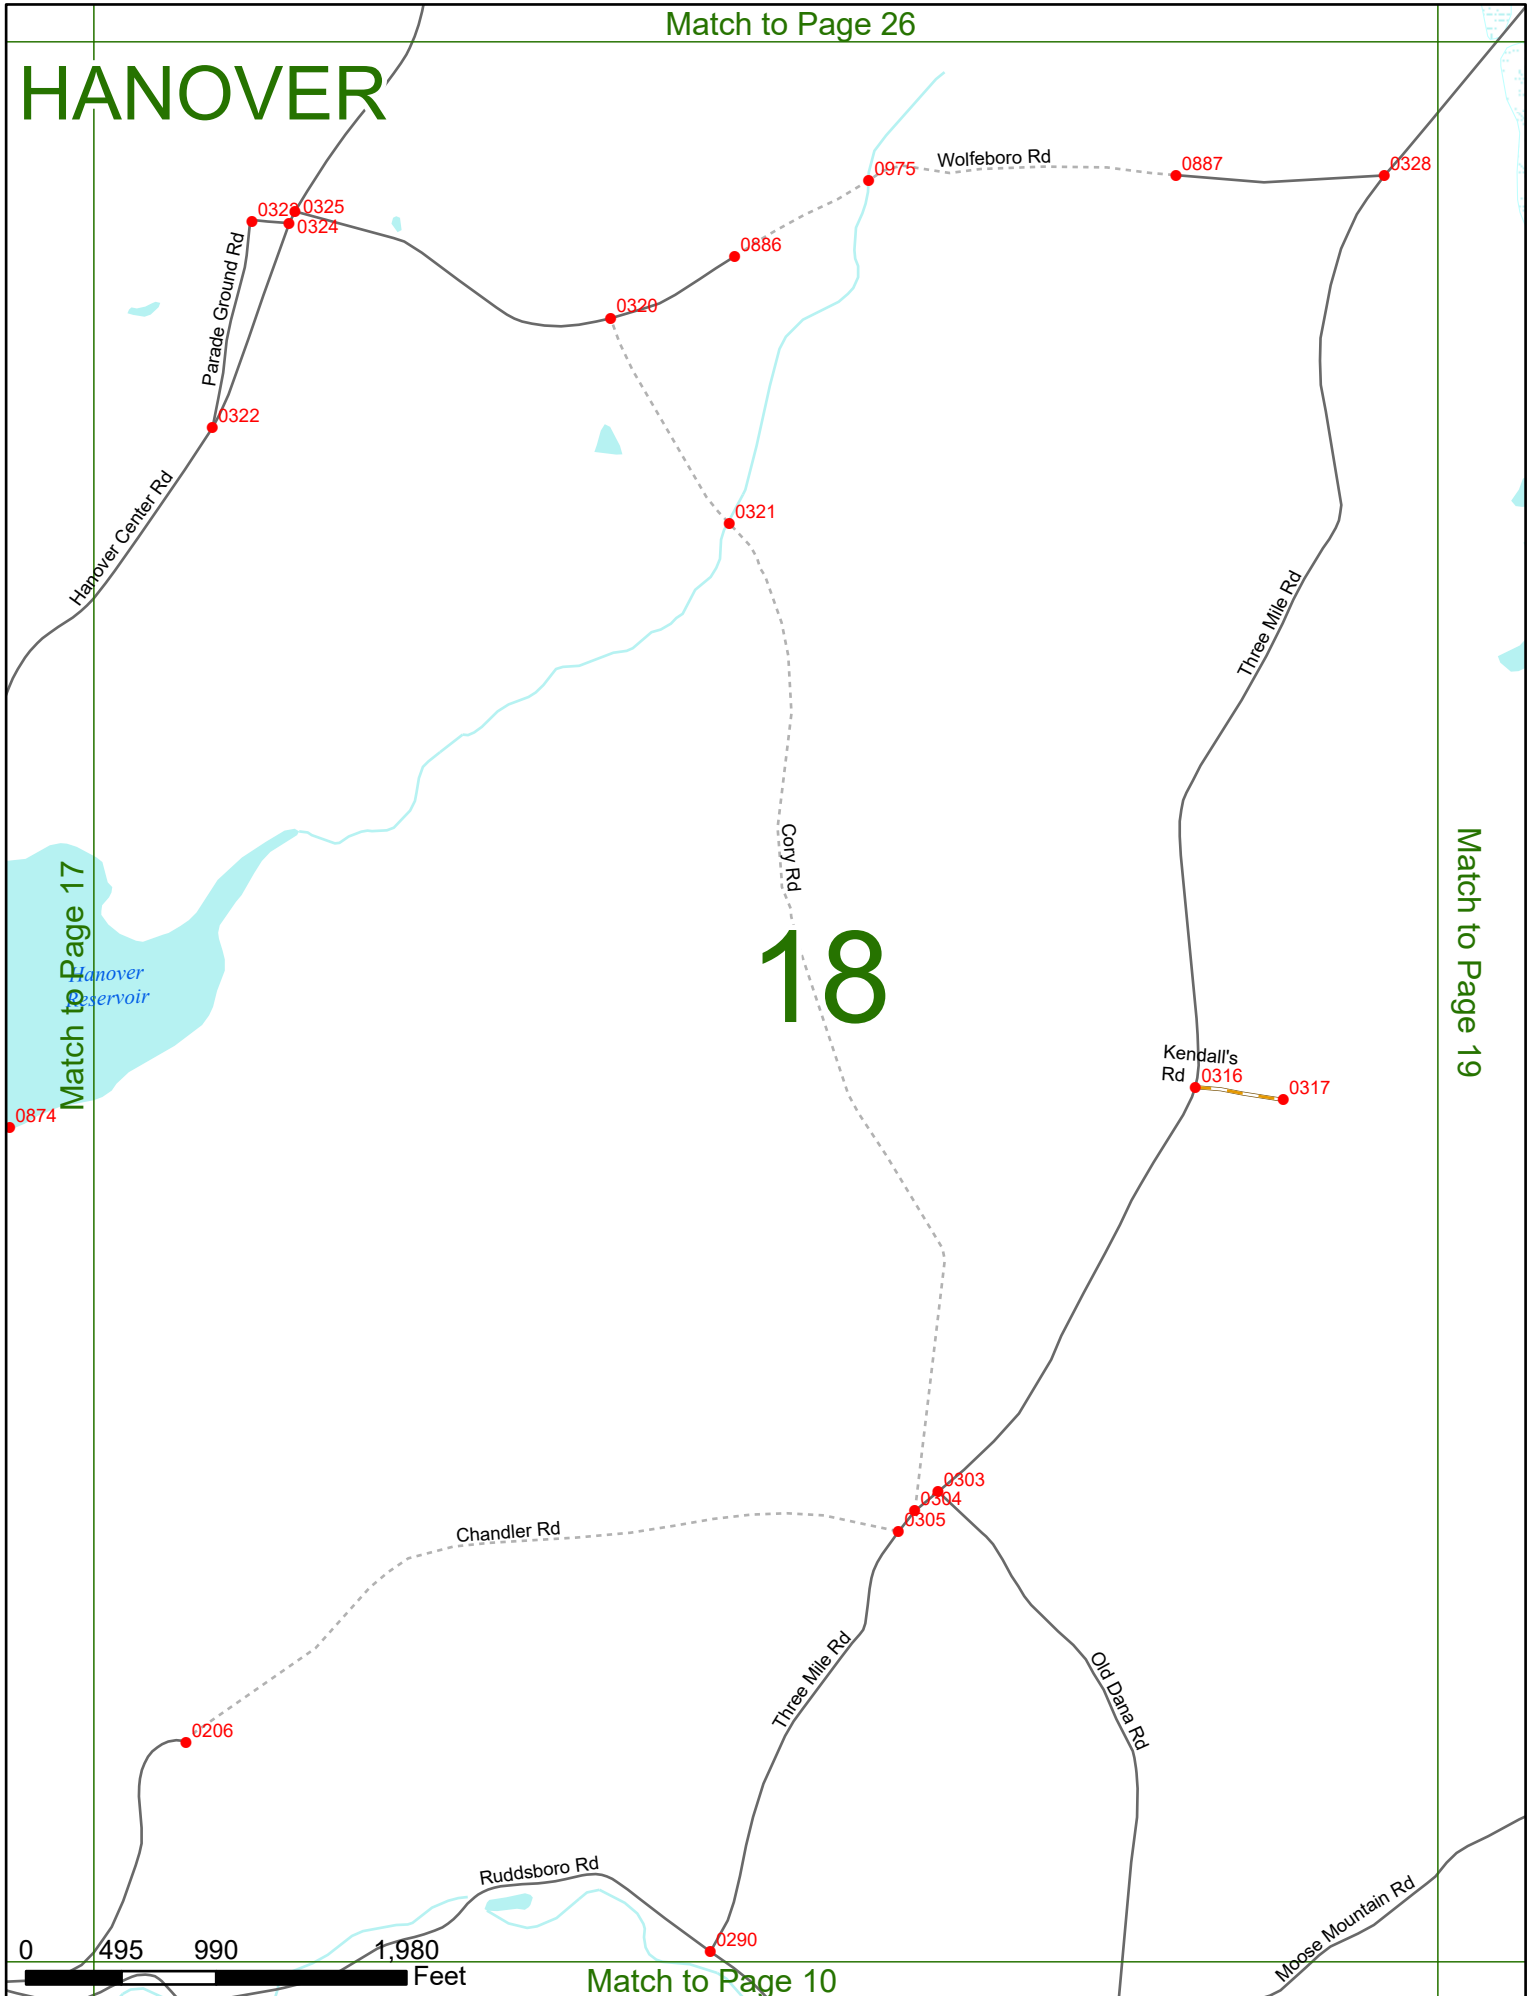 Match to Page 26
HANOVER
Wolfeboro Rd
0975
0887
0328
0323
0325
0324
0886
Parade Ground Rd
0320
0322
Hanover Center Rd
0321
Three Mile Rd
Cory Rd
Match to Page 17
Match to Page 19
18
Hanover
Reservoir
Kendall's
Rd
0316
0317
0874
0303
0304
0305
Chandler Rd
Three Mile Rd
Old Dana Rd
0206
Ruddsboro Rd
Moose Mountain Rd
0290
0 495 990 1,980
Feet
Match to Page 10